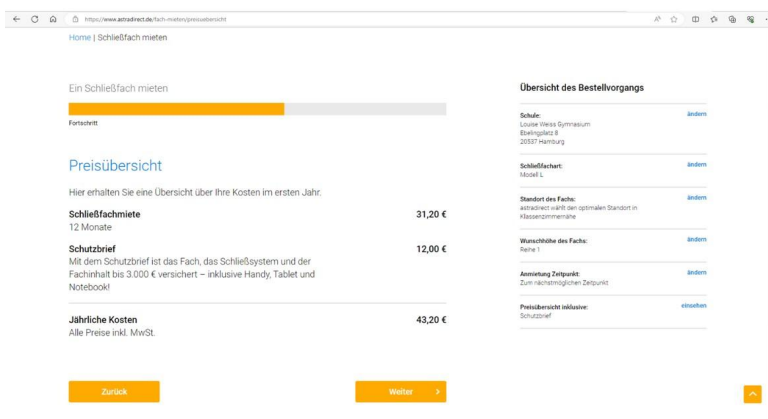 https://www.astradirect.de/fach-mieten/preisuebersicht
Home | Schließfach mieten
Ein Schließfach mieten
Fortschritt
Preisübersicht
Hier erhalten Sie eine Übersicht über Ihre Kosten im ersten Jahr.
Schließfachmiete 31,20 €
12 Monate
Schutzbrief 12,00 €
Mit dem Schutzbrief ist das Fach, das Schließsystem und der
Fachinhalt bis 3.000 € versichert – inklusive Handy, Tablet und
Notebook!
Jährliche Kosten 43,20 €
Alle Preise inkl. MwSt.
Zurück
Weiter >
Übersicht des Bestellvorgangs
Schule: ändern
Louise Weiss Gymnasium
Ebelingplatz 8
20537 Hamburg
Schließfachart: ändern
Modell L
Standort des Fachs: ändern
astradirect wählt den optimalen Standort in
Klassenzimmernähe
Wunschhöhe des Fachs: ändern
Reihe 1
Anmietung Zeitpunkt: ändern
Zum nächstmöglichen Zeitpunkt
Preisübersicht inklusive: einsehen
Schutzbrief